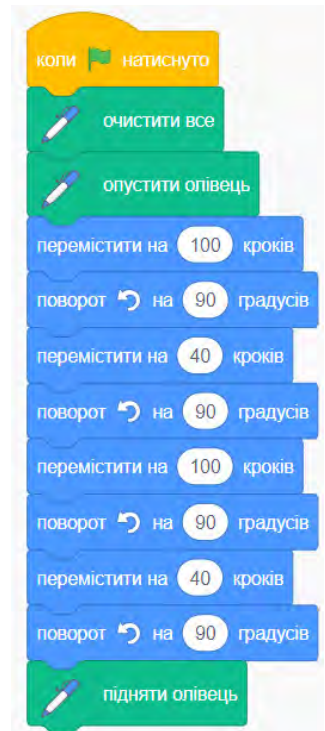 копи натиснуто
очистити все
опустити олівець
перемістити на 100 кроків
поворот на 90 градусів
перемістити на 40 кроків
поворот на 90 градусів
перемістити на 100 кроків
поворот на 90 градусів
перемістити на 40 кроків
поворот на 90 градусів
підняти олівець